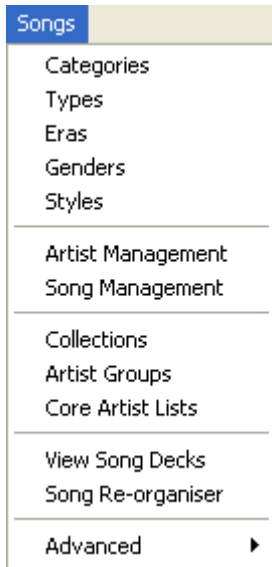 Songs
Categories
Types
Eras
Genders
Styles
Artist Management
Song Management
Collections
Artist Groups
Core Artist Lists
View Song Decks
Song Re-organiser
Advanced